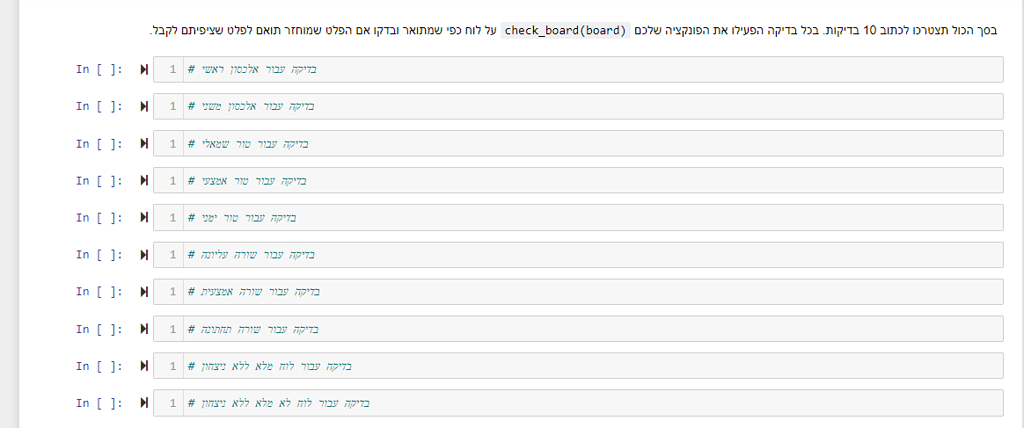 בסך הכול תצטרכו לכתוב 10 בדיקות. בכל בדיקה הפעילו את הפונקציה שלכם check_board(board) על לוח כפי שמתואר ובדקו אם הפלט שמוחזר תואם לפלט שציפיתם לקבל.
In [ ]: 1 # בדיקה עבור אלכסון ראשי
In [ ]: 1 # בדיקה עבור אלכסון משני
In [ ]: 1 # בדיקה עבור טור שמאלי
In [ ]: 1 # בדיקה עבור טור אמצעי
In [ ]: 1 # בדיקה עבור טור ימני
In [ ]: 1 # בדיקה עבור שורה עליונה
In [ ]: 1 # בדיקה עבור שורה אמצעית
In [ ]: 1 # בדיקה עבור שורה תחתונה
In [ ]: 1 # בדיקה עבור לוח מלא ללא ניצחון
In [ ]: 1 # בדיקה עבור לוח לא מלא ללא ניצחון